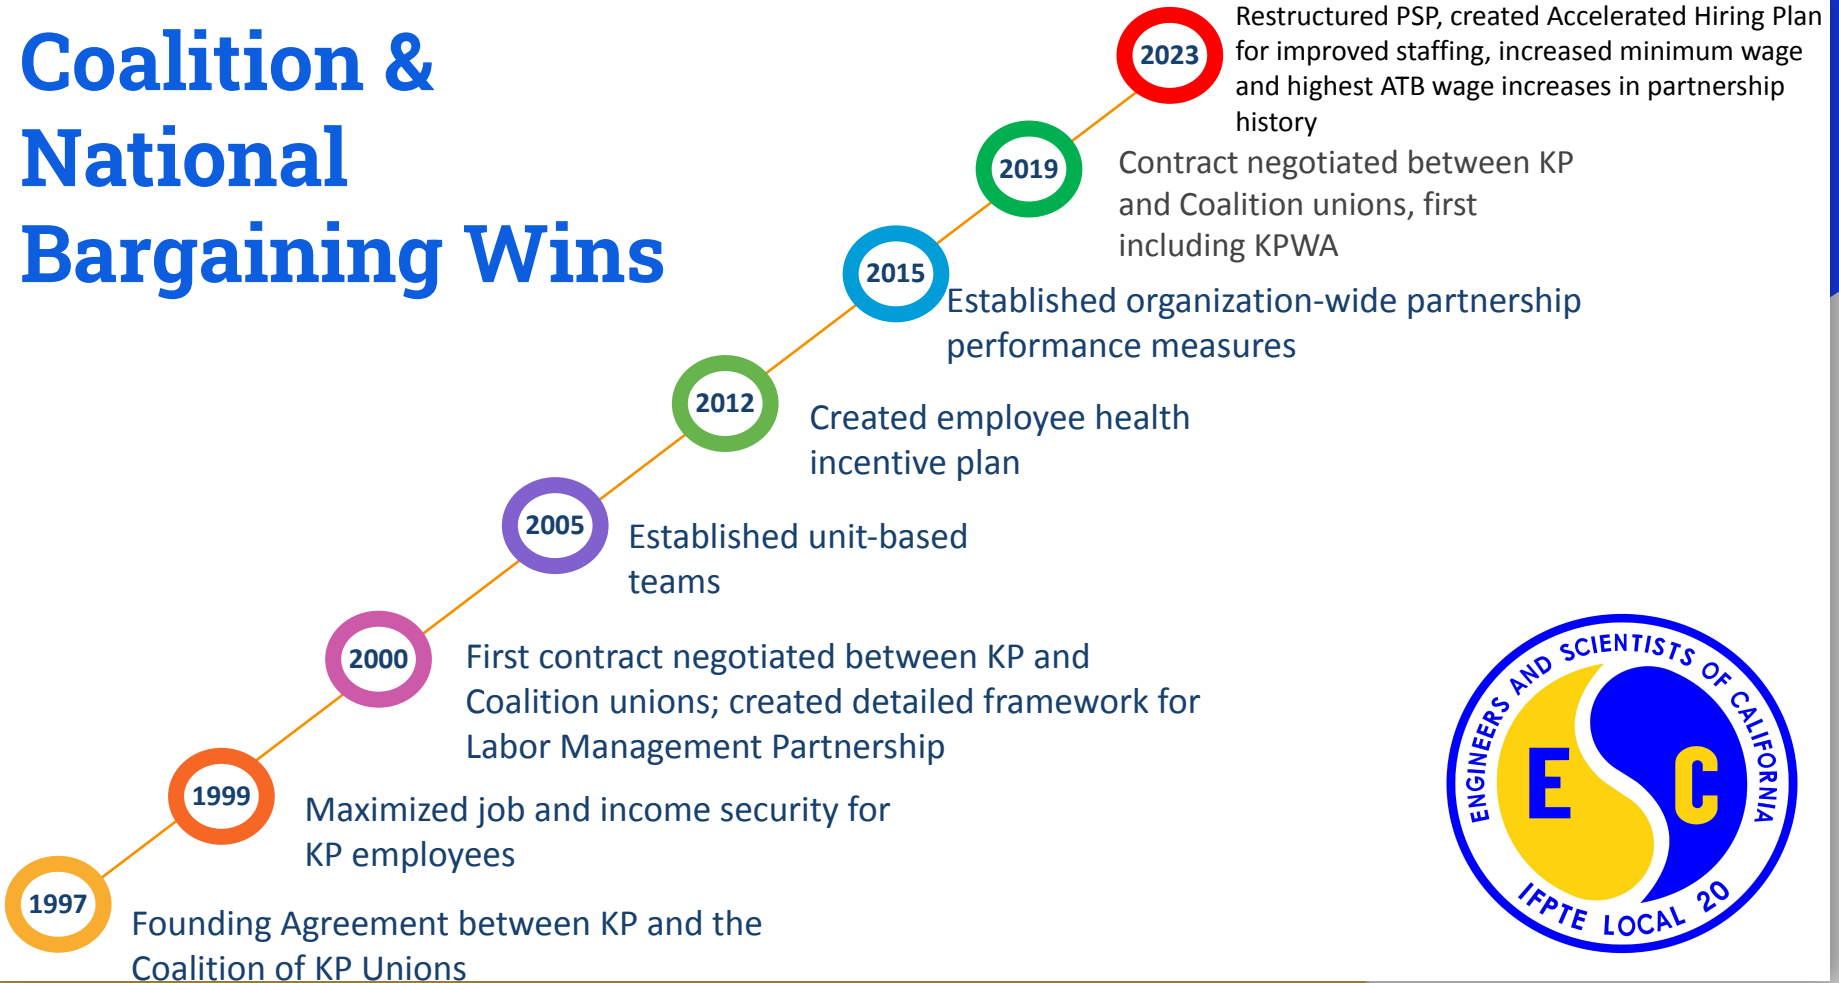 Coalition &
National
Bargaining Wins
2023
Restructured PSP, created Accelerated Hiring Plan
for improved staffing, increased minimum wage
and highest ATB wage increases in partnership
history
2019
Contract negotiated between KP
and Coalition unions, first
including KPWA
2015
Established organization-wide partnership
performance measures
2012
Created employee health
incentive plan
2005
Established unit-based
teams
2000
First contract negotiated between KP and
Coalition unions; created detailed framework for
Labor Management Partnership
1999
Maximized job and income security for
KP employees
1997
Founding Agreement between KP and the
Coalition of KP Unions
ENGINEERS AND SCIENTISTS OF CALIFORNIA
E C
IFPTE LOCAL 20